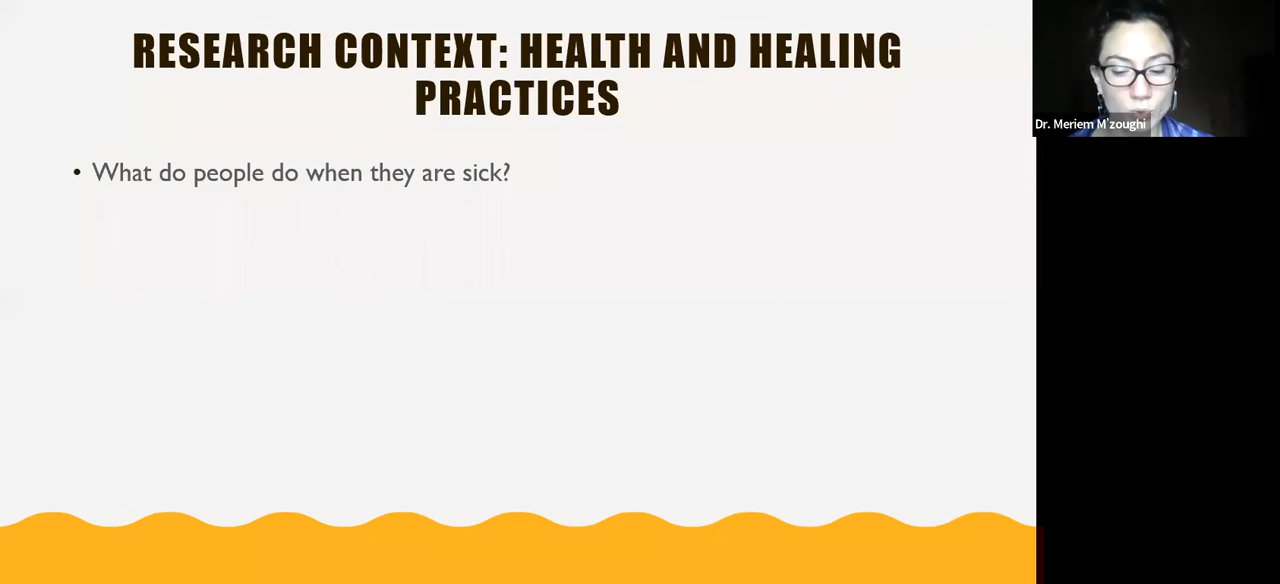 RESEARCH CONTEXT: HEALTH AND HEALING
PRACTICES
• What do people do when they are sick?
Dr. Meriem M'zoughi